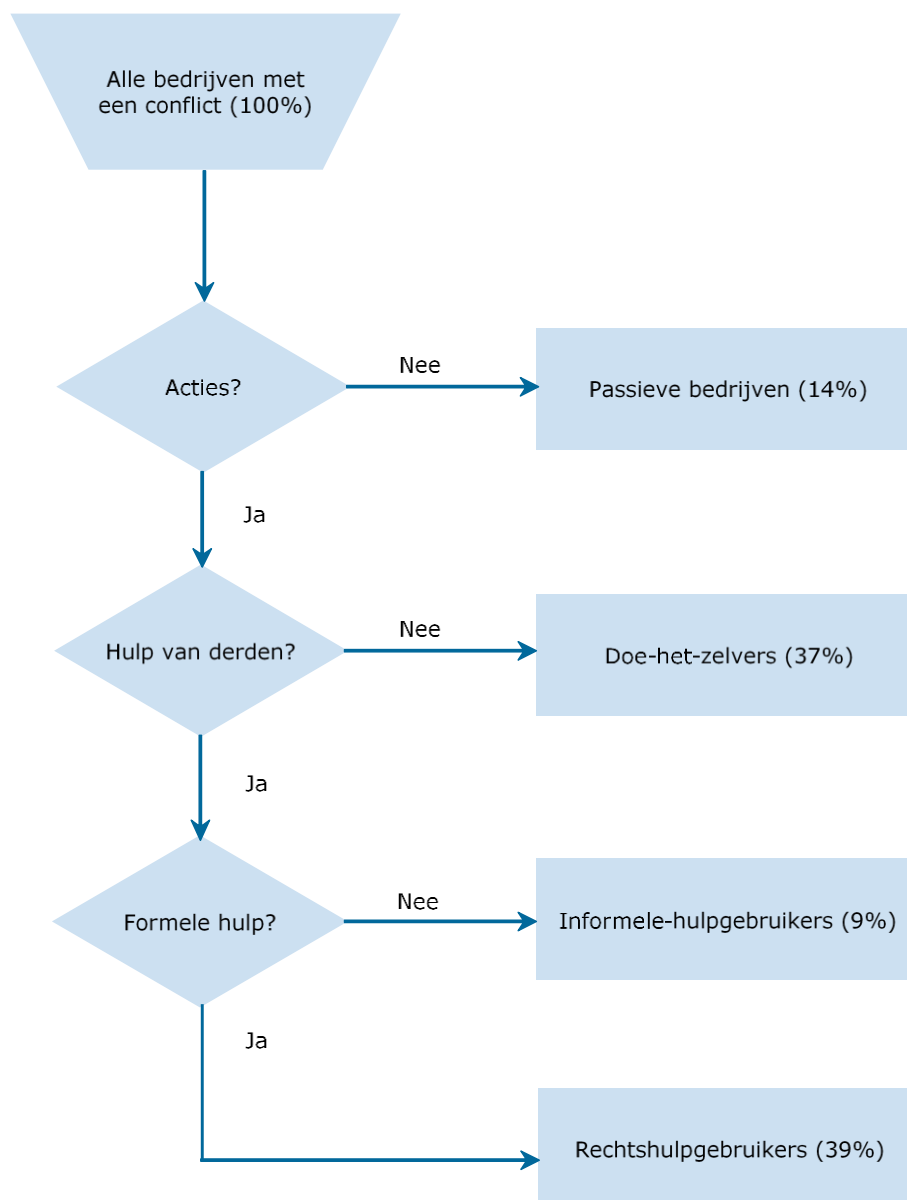 Alle bedrijven met
een conflict (100%)
Acties?
Nee
Passieve bedrijven (14%)
Ja
Hulp van derden?
Nee
Doe-het-zelvers (37%)
Ja
Formele hulp?
Nee
Informele-hulpgebruikers (9%)
Ja
Rechtshulpgebruikers (39%)